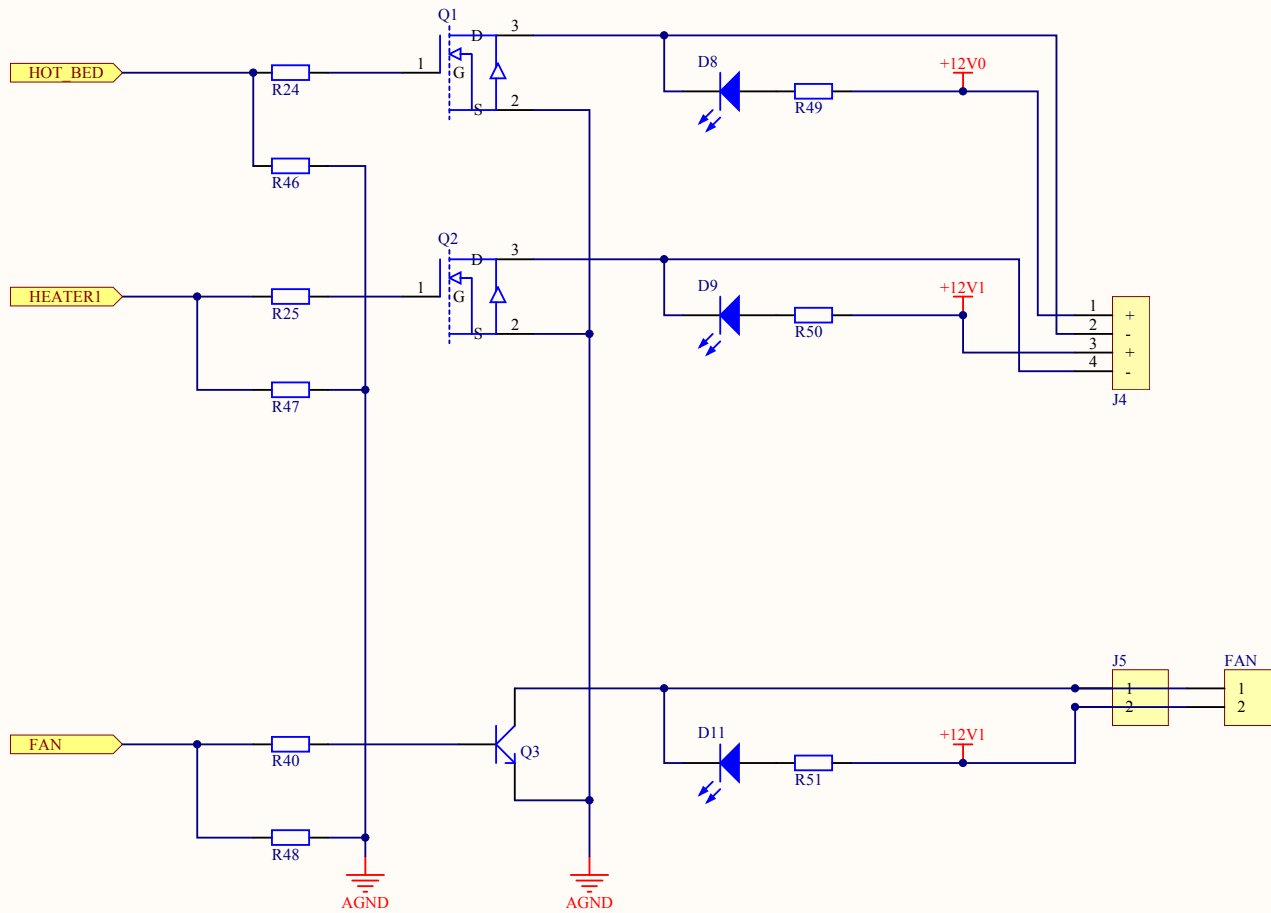 Q1
D
3
HOT_BED
1
G
R24
2
S
D8
R49
+12V0
R46
Q2
D
3
HEATER1
1
G
R25
2
S
D9
R50
+12V1
R47
1 +
2 -
3 +
4 -
J4
FAN
R40
Q3
D11
R51
+12V1
J5
1
2
FAN
1
2
R48
AGND
AGND